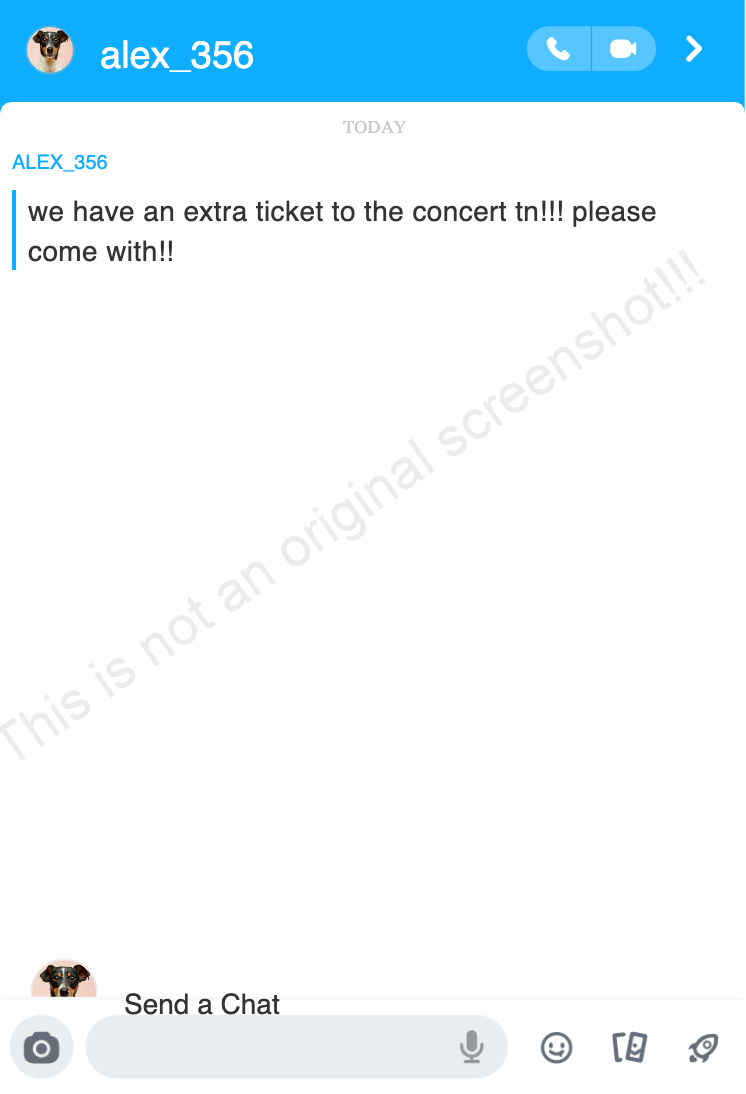 alex_356
TODAY
ALEX_356
we have an extra ticket to the concert tn!!! please
come with!!
This is not an original screenshot!!!
Send a Chat